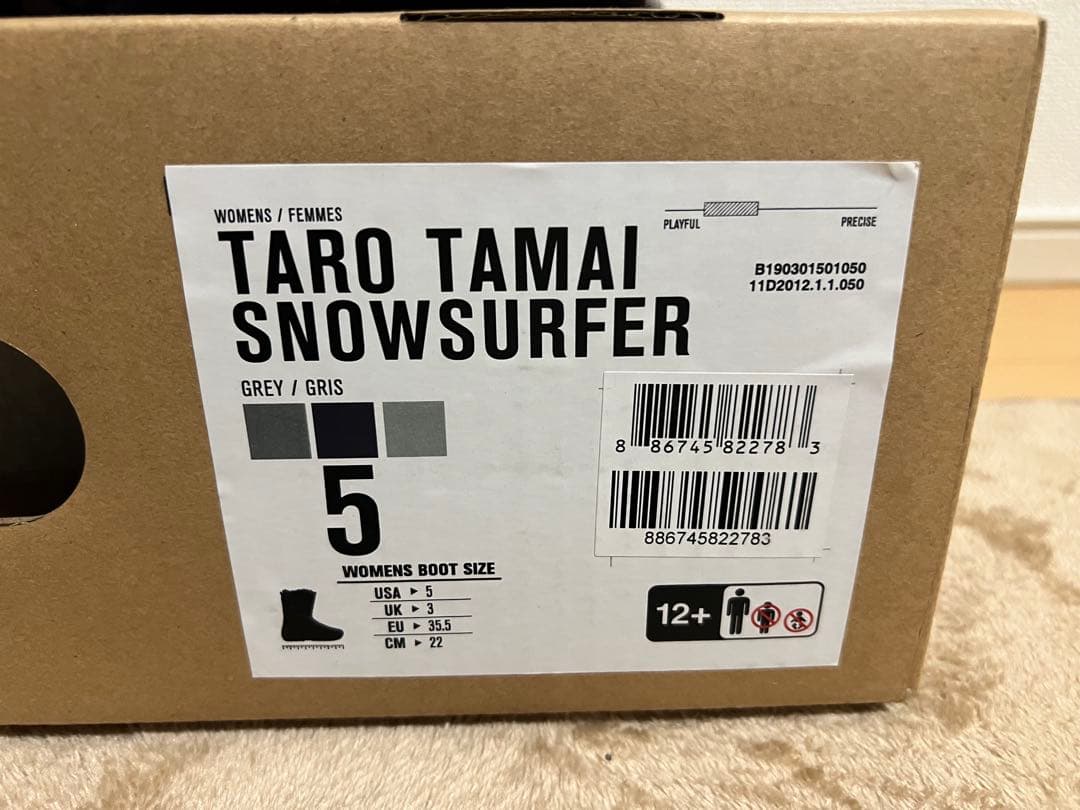 WOMENS / FEMMES
TARO TAMAI
SNOWSURFER
PLAYFUL
PRECISE
B190301501050
11D2012.1.1.050
GREY / GRIS
8 86745 82278 3
886745822783
5
WOMENS BOOT SIZE
USA ▶ 5
UK ▶ 3
EU ▶ 35.5
CM ▶ 22
12+